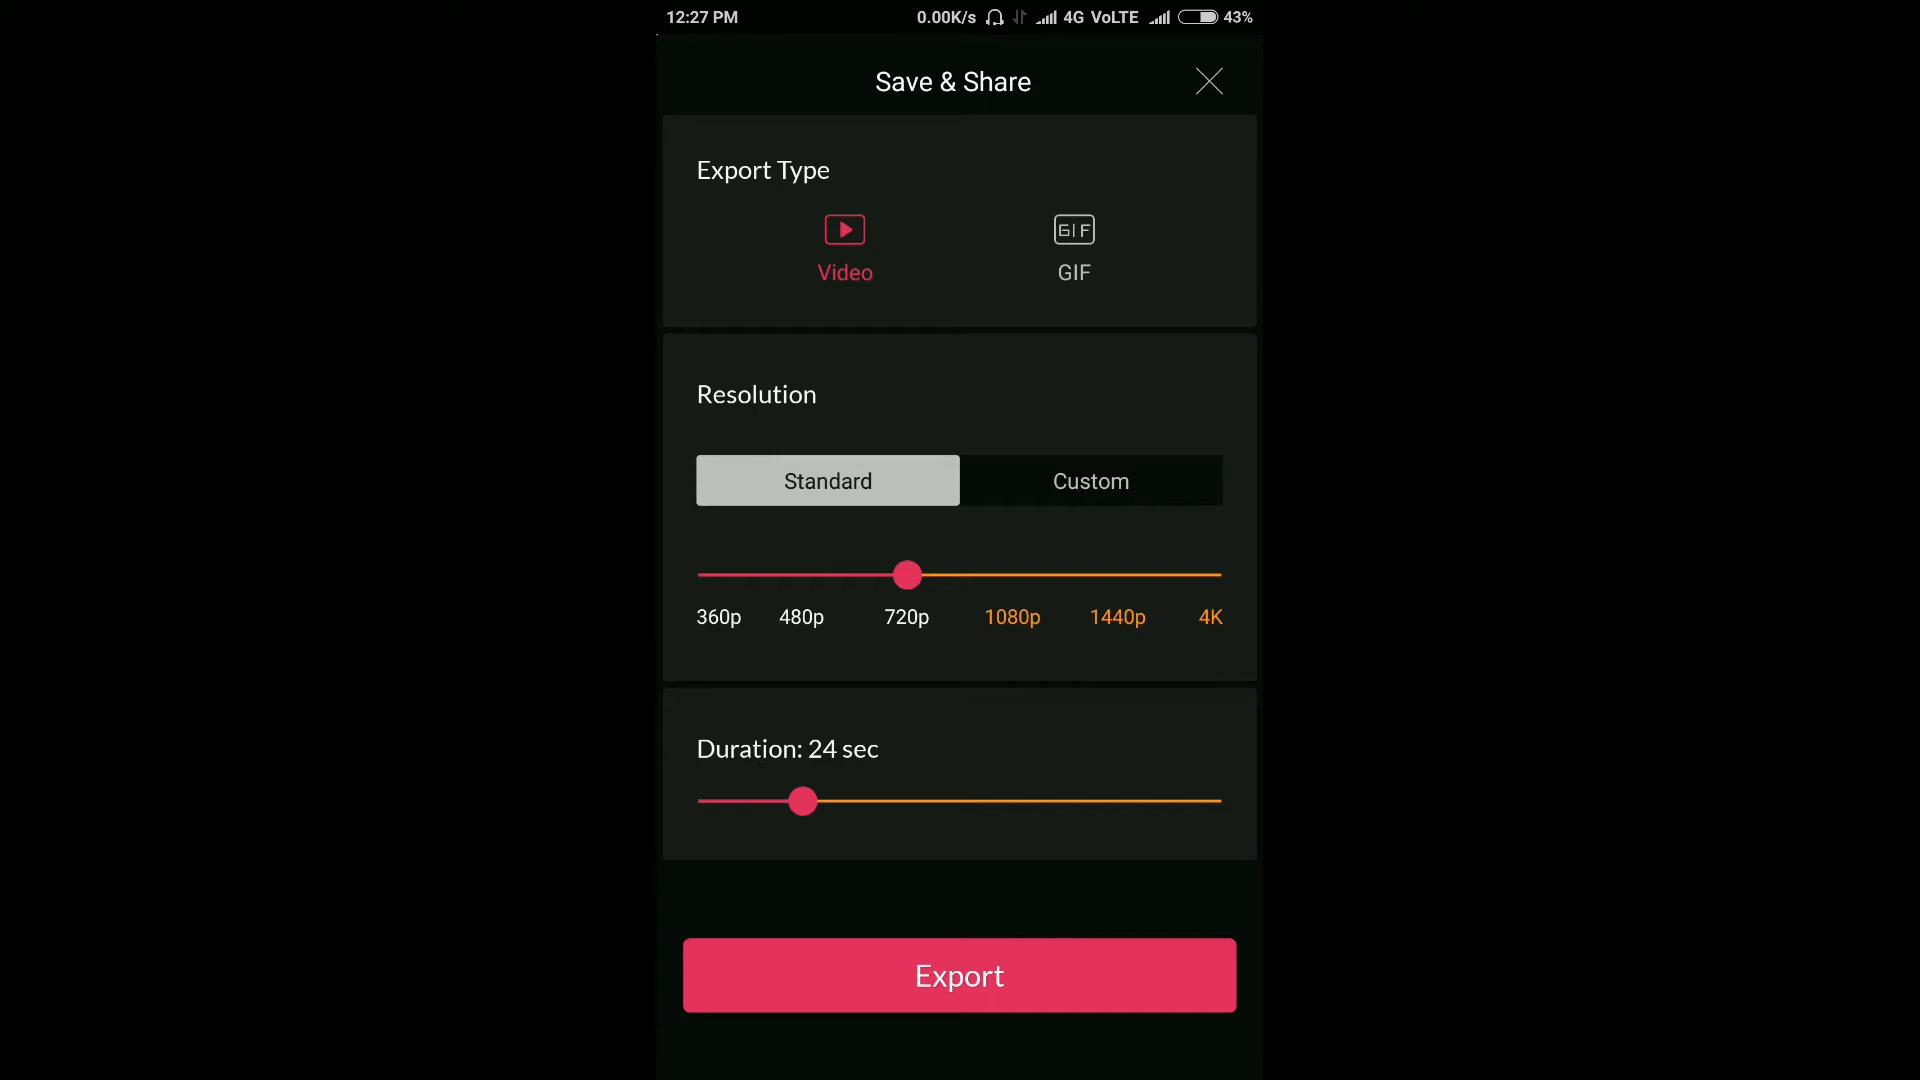 12:27 PM 0.00K/s 4G VoLTE 43%
Save & Share
Export Type
GIF
Video GIF
Resolution
Standard Custom
360p 480p 720p 1080p 1440p 4K
Duration: 24 sec
Export